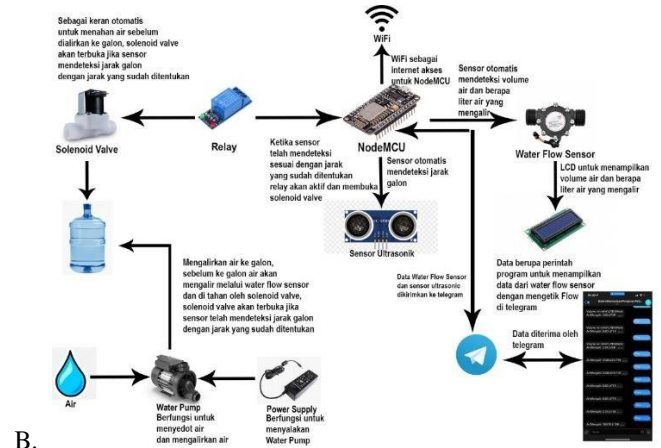 Sebagai keran otomatis
untuk menahan air sebelum
dialirkan ke galon, solenoid valve
akan terbuka jika sensor
mendeteksi jarak galon
dengan jarak yang sudah ditentukan
WiFi
WiFi sebagai
internet akses
untuk NodeMCU
Sensor otomatis
mendeteksi volume
air dan berapa
liter air yang
mengalir
Solenoid Valve
Relay
NodeMCU
Water Flow Sensor
Ketika sensor
telah mendeteksi
sesuai dengan jarak
yang sudah ditentukan
relay akan aktif dan membuka
solenoid valve
Sensor otomatis
mendeteksi jarak
galon
LCD untuk menampilkan
volume air dan berapa
liter air yang mengalir
Sensor Ultrasonik
Mengalirkan air ke galon,
sebelum ke galon air akan
mengalir melalui water flow sensor
dan di tahan oleh solenoid valve,
solenoid valve akan terbuka jika
sensor telah mendeteksi jarak galon
dengan jarak yang sudah ditentukan
Data Water Flow Sensor
dan sensor ultrasonic
dikirimkan ke telegram
Data berupa perintah
program untuk menampilkan
data dari water flow sensor
dengan mengetik Flow
di telegram
Data diterima oleh
telegram
Air
Water Pump
Berfungsi untuk
menyedot air
dan mengalirkan air
Power Supply
Berfungsi untuk
menyalakan
Water Pump
B.